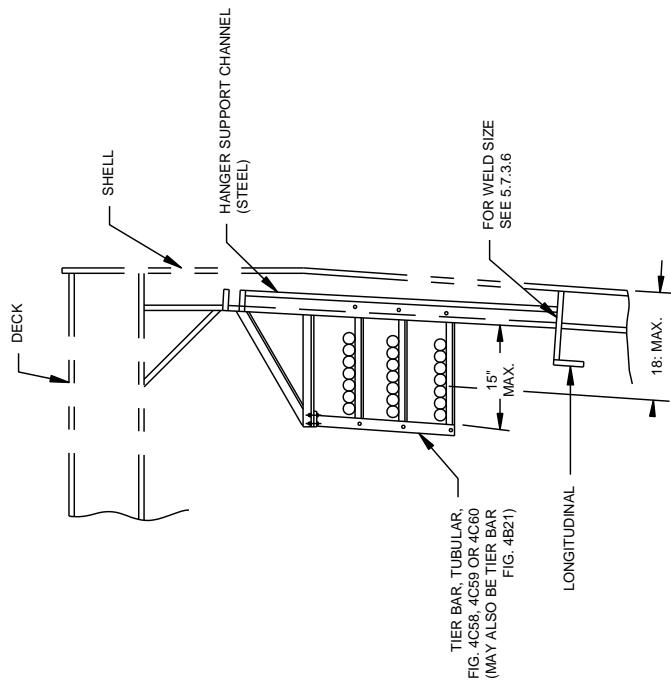 DECK
SHELL
HANGER SUPPORT CHANNEL
(STEEL)
FOR WELD SIZE
SEE 5.7.3.6
15"
MAX.
18: MAX.
TIER BAR, TUBULAR,
FIG. 4C58, 4C59 OR 4C60
(MAY ALSO BE TIER BAR
FIG. 4B21)
LONGITUDINAL